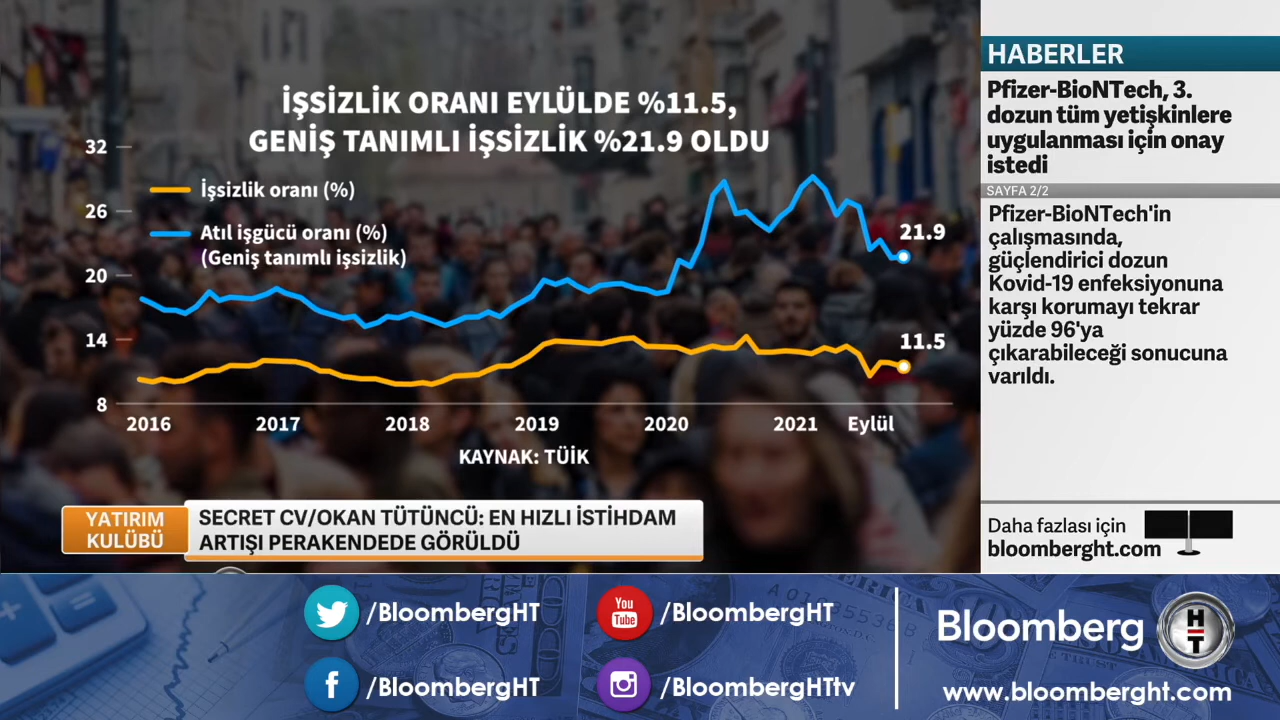 İŞSİZLİK ORANI EYLÜLDE %11.5,
GENİŞ TANIMLI İŞSİZLİK %21.9 OLDU
32
26
20
14
8
İşsizlik oranı (%)
Atıl işgücü oranı (%)
(Geniş tanımlı işsizlik)
21.9
11.5
2016 2017 2018 2019 2020 2021 Eylül
KAYNAK: TÜİK
YATIRIM
KULÜBÜ
SECRET CV/OKAN TÜTÜNCÜ: EN HIZLI İSTİHDAM
ARTIŞI PERAKENDEDE GÖRÜLDÜ
HABERLER
Pfizer-BioNTech, 3.
dozun tüm yetişkinlere
uygulanması için onay
istedi
SAYFA 2/2
Pfizer-BioNTech'in
çalışmasında,
güçlendirici dozun
Kovid-19 enfeksiyonuna
karşı korumayı tekrar
yüzde 96'ya
çıkarabileceği sonucuna
varıldı.
Daha fazlası için
bloomberght.com
/BloombergHT
You
Tube
/BloombergHT
/BloombergHT
/BloombergHTtv
Bloomberg HT
www.bloomberght.com